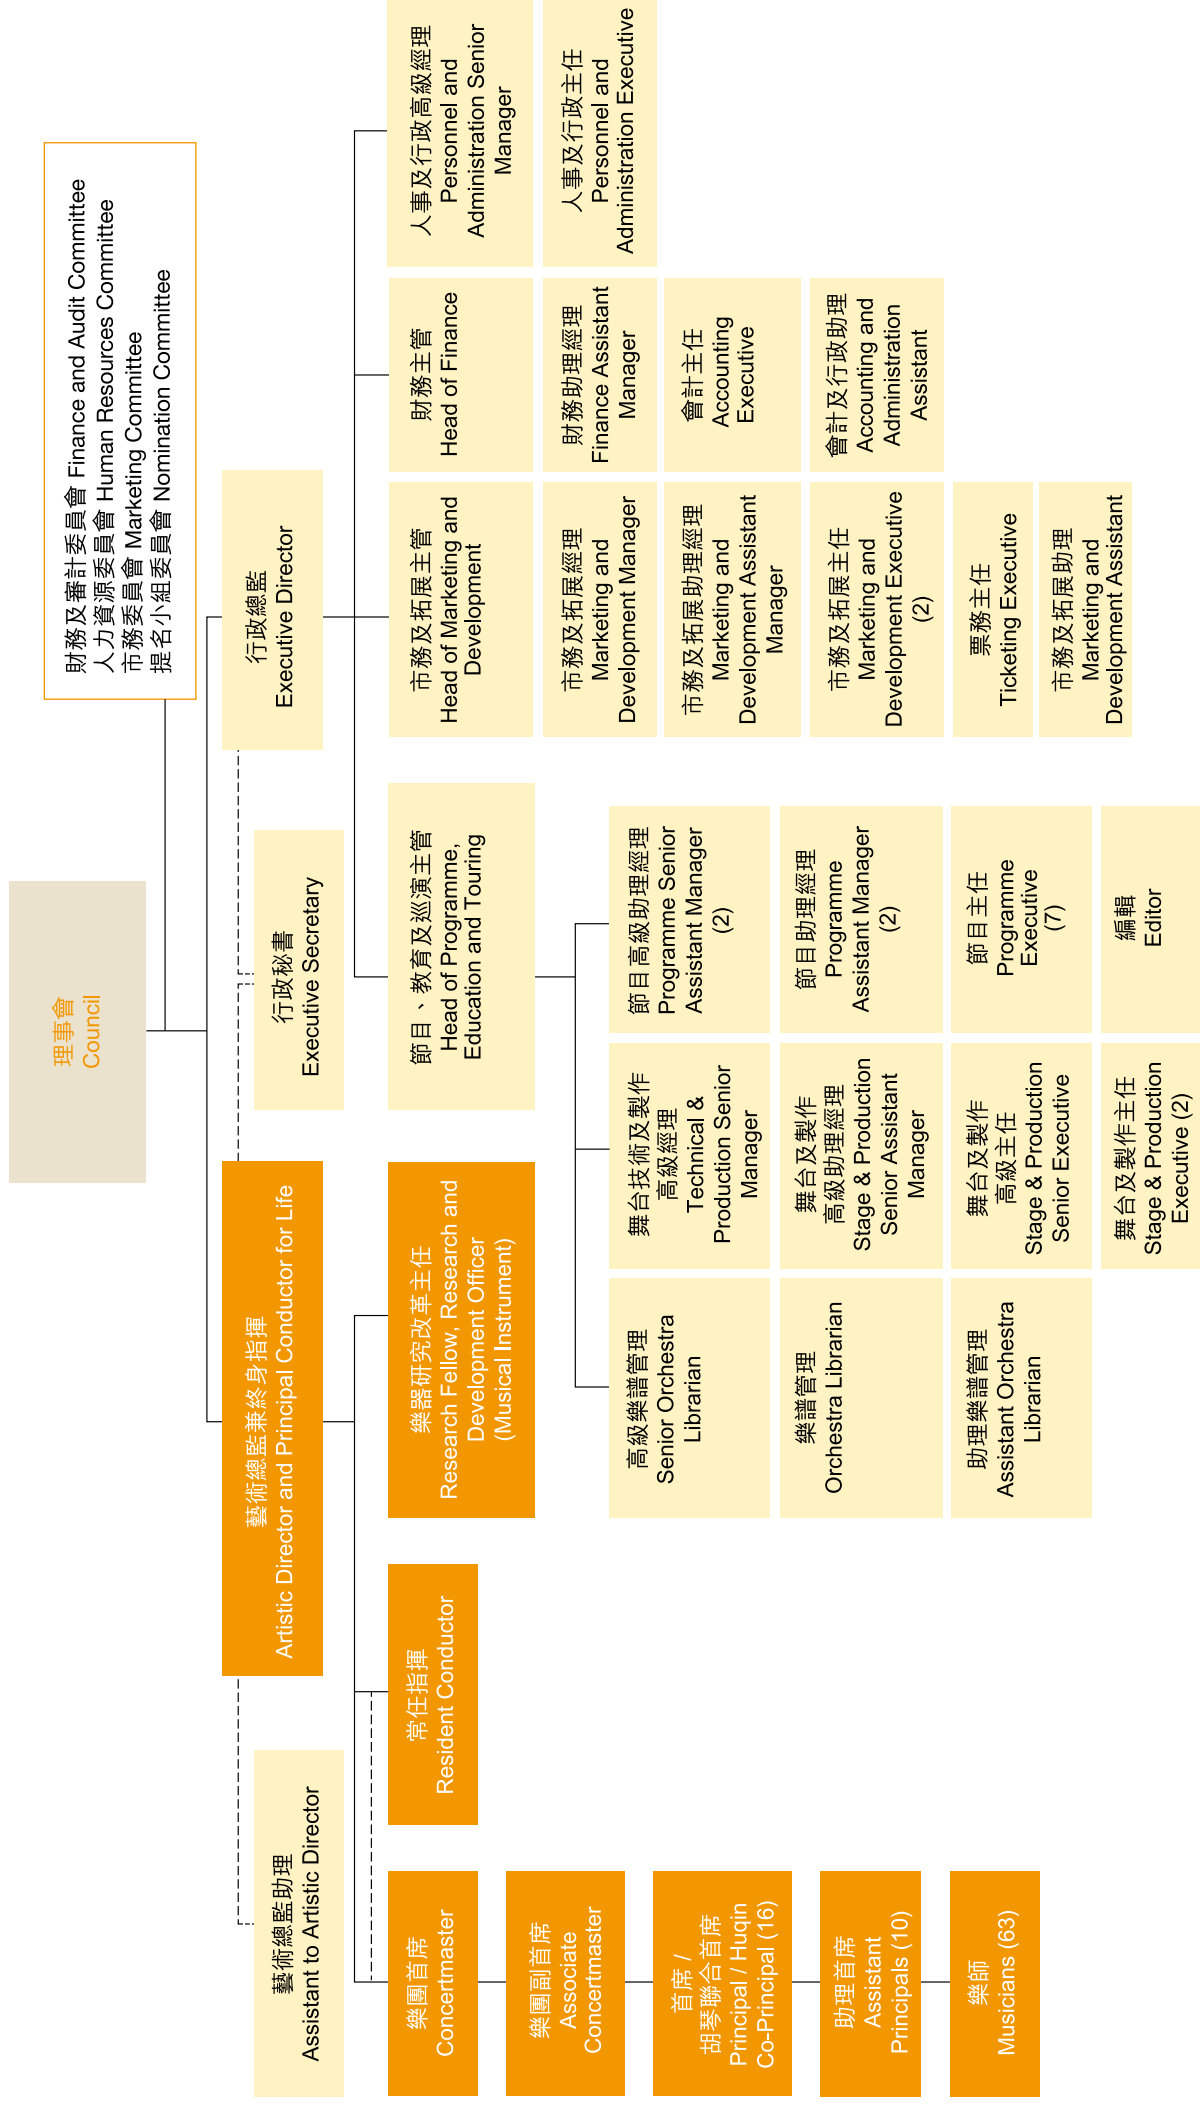 理事會
Council
財務及審計委員會 Finance and Audit Committee
人力資源委員會 Human Resources Committee
市務委員會 Marketing Committee
提名小組委員會 Nomination Committee
藝術總監兼終身指揮
Artistic Director and Principal Conductor for Life
行政總監
Executive Director
藝術總監助理
Assistant to Artistic Director
行政秘書
Executive Secretary
樂團首席
Concertmaster
樂團副首席
Associate
Concertmaster
首席 /
胡琴聯合首席
Principal / Huqin
Co-Principal (16)
助理首席
Assistant
Principals (10)
樂師
Musicians (63)
常任指揮
Resident Conductor
樂器研究改革主任
Research Fellow, Research and
Development Officer
(Musical Instrument)
節目、教育及巡演主管
Head of Programme,
Education and Touring
高級樂譜管理
Senior Orchestra
Librarian
樂譜管理
Orchestra Librarian
助理樂譜管理
Assistant Orchestra
Librarian
舞台技術及製作
高級經理
Technical &
Production Senior
Manager
舞台及製作
高級助理經理
Stage & Production
Senior Assistant
Manager
舞台及製作
高級主任
Stage & Production
Senior Executive
舞台及製作主任
Stage & Production
Executive (2)
節目高級助理經理
Programme Senior
Assistant Manager
(2)
節目助理經理
Programme
Assistant Manager
(2)
節目主任
Programme
Executive
(7)
編輯
Editor
市務及拓展主管
Head of Marketing and
Development
市務及拓展經理
Marketing and
Development Manager
市務及拓展助理經理
Marketing and
Development Assistant
Manager
市務及拓展主任
Marketing and
Development Executive
(2)
票務主任
Ticketing Executive
市務及拓展助理
Marketing and
Development Assistant
財務主管
Head of Finance
財務助理經理
Finance Assistant
Manager
會計主任
Accounting
Executive
會計及行政助理
Accounting and
Administration
Assistant
人事及行政高級經理
Personnel and
Administration Senior
Manager
人事及行政主任
Personnel and
Administration Executive